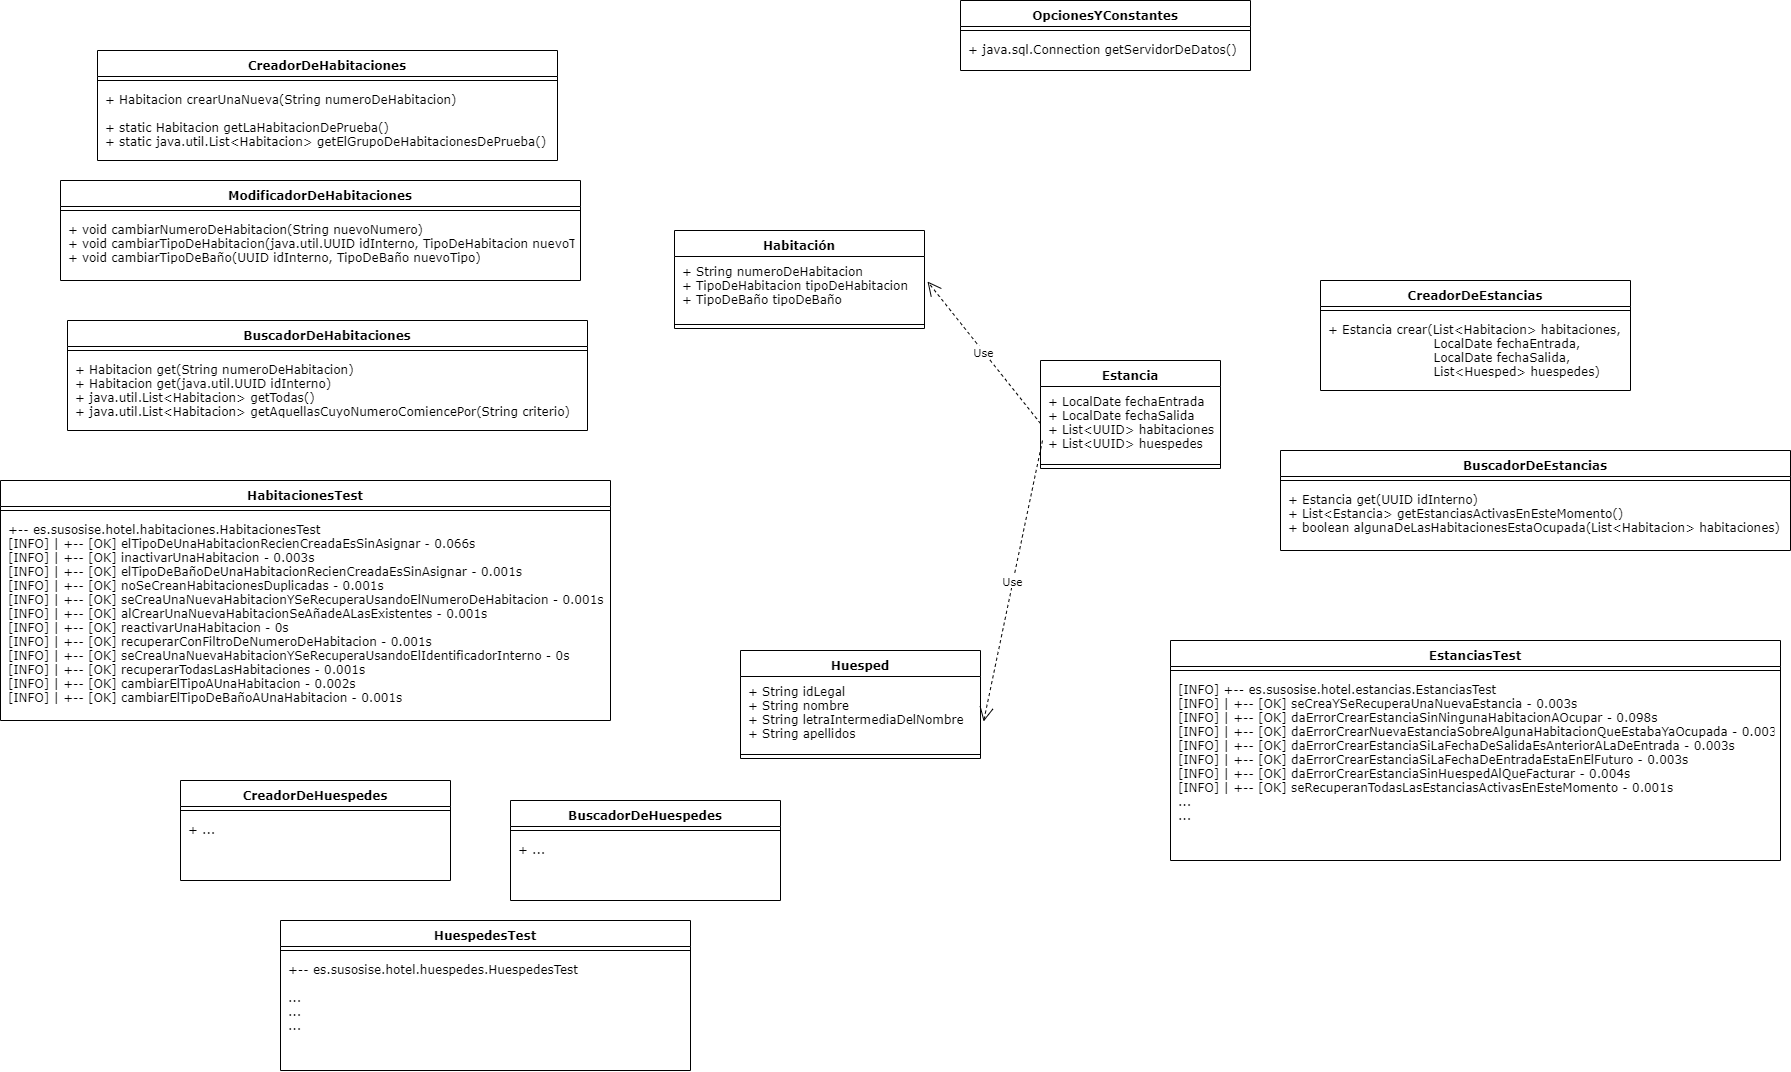 OpcionesYConstantes
+ java.sql.Connection getServidorDeDatos()
CreadorDeHabitaciones
+ Habitacion crearUnaNueva(String numeroDeHabitacion)
+ static Habitacion getLaHabitacionDePrueba()
+ static java.util.List<Habitacion> getElGrupoDeHabitacionesDePrueba()
ModificadorDeHabitaciones
+ void cambiarNumeroDeHabitacion(String nuevoNumero)
+ void cambiarTipoDeHabitacion(java.util.UUID idInterno, TipoDeHabitacion nuevoT
+ void cambiarTipoDeBaño(UUID idInterno, TipoDeBaño nuevoTipo)
BuscadorDeHabitaciones
+ Habitacion get(String numeroDeHabitacion)
+ Habitacion get(java.util.UUID idInterno)
+ java.util.List<Habitacion> getTodas()
+ java.util.List<Habitacion> getAquellasCuyoNumeroComiencePor(String criterio)
Habitación
+ String numeroDeHabitacion
+ TipoDeHabitacion tipoDeHabitacion
+ TipoDeBaño tipoDeBaño
Use
Estancia
+ LocalDate fechaEntrada
+ LocalDate fechaSalida
+ List<UUID> habitaciones
+ List<UUID> huespedes
Use
CreadorDeEstancias
+ Estancia crear(List<Habitacion> habitaciones,
LocalDate fechaEntrada,
LocalDate fechaSalida,
List<Huesped> huespedes)
BuscadorDeEstancias
+ Estancia get(UUID idInterno)
+ List<Estancia> getEstanciasActivasEnEsteMomento()
+ boolean algunaDeLasHabitacionesEstaOcupada(List<Habitacion> habitaciones)
HabitacionesTest
+-- es.susosise.hotel.habitaciones.HabitacionesTest
[INFO] | +-- [OK] elTipoDeUnaHabitacionRecienCreadaEsSinAsignar - 0.066s
[INFO] | +-- [OK] inactivarUnaHabitacion - 0.003s
[INFO] | +-- [OK] elTipoDeBañoDeUnaHabitacionRecienCreadaEsSinAsignar - 0.001s
[INFO] | +-- [OK] noSeCreanHabitacionesDuplicadas - 0.001s
[INFO] | +-- [OK] seCreaUnaNuevaHabitacionYSeRecuperaUsandoElNumeroDeHabitacion - 0.001s
[INFO] | +-- [OK] alCrearUnaNuevaHabitacionSeAñadeALasExistentes - 0.001s
[INFO] | +-- [OK] reactivarUnaHabitacion - 0s
[INFO] | +-- [OK] recuperarConFiltroDeNumeroDeHabitacion - 0.001s
[INFO] | +-- [OK] seCreaUnaNuevaHabitacionYSeRecuperaUsandoElIdentificadorInterno - 0s
[INFO] | +-- [OK] recuperarTodasLasHabitaciones - 0.001s
[INFO] | +-- [OK] cambiarElTipoAUnaHabitacion - 0.002s
[INFO] | +-- [OK] cambiarElTipoDeBañoAUnaHabitacion - 0.001s
Huesped
+ String idLegal
+ String nombre
+ String letraIntermediaDelNombre
+ String apellidos
EstanciasTest
[INFO] +-- es.susosise.hotel.estancias.EstanciasTest
[INFO] | +-- [OK] seCreaYSeRecuperaUnaNuevaEstancia - 0.003s
[INFO] | +-- [OK] daErrorCrearEstanciaSinNingunaHabitacionAOcupar - 0.098s
[INFO] | +-- [OK] daErrorCrearNuevaEstanciaSobreAlgunaHabitacionQueEstabaYaOcupada - 0.003
[INFO] | +-- [OK] daErrorCrearEstanciaSiLaFechaDeSalidaEsAnteriorALaDeEntrada - 0.003s
[INFO] | +-- [OK] daErrorCrearEstanciaSiLaFechaDeEntradaEstaEnElFuturo - 0.003s
[INFO] | +-- [OK] daErrorCrearEstanciaSinHuespedAlQueFacturar - 0.004s
[INFO] | +-- [OK] seRecuperanTodasLasEstanciasActivasEnEsteMomento - 0.001s
...
...
CreadorDeHuespedes
+ ...
BuscadorDeHuespedes
+ ...
HuespedesTest
+-- es.susosise.hotel.huespedes.HuespedesTest
...
...
...